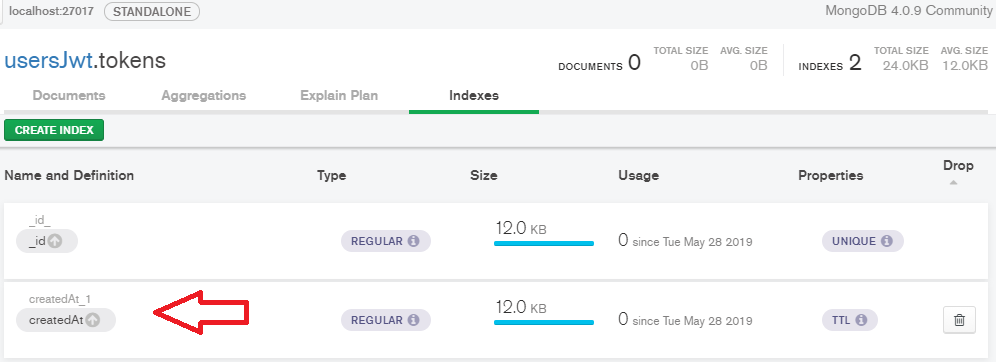 localhost:27017 STANDALONE MongoDB 4.0.9 Community
usersJwt.tokens
DOCUMENTS 0 TOTAL SIZE 0B AVG. SIZE 0B INDEXES 2 TOTAL SIZE 24.0KB AVG. SIZE 12.0KB
Documents Aggregations Explain Plan Indexes
CREATE INDEX
Name and Definition Type Size Usage Properties Drop
_id_
_id REGULAR 12.0 KB 0 since Tue May 28 2019 UNIQUE
createdAt_1
createdAt REGULAR 12.0 KB 0 since Tue May 28 2019 TTL